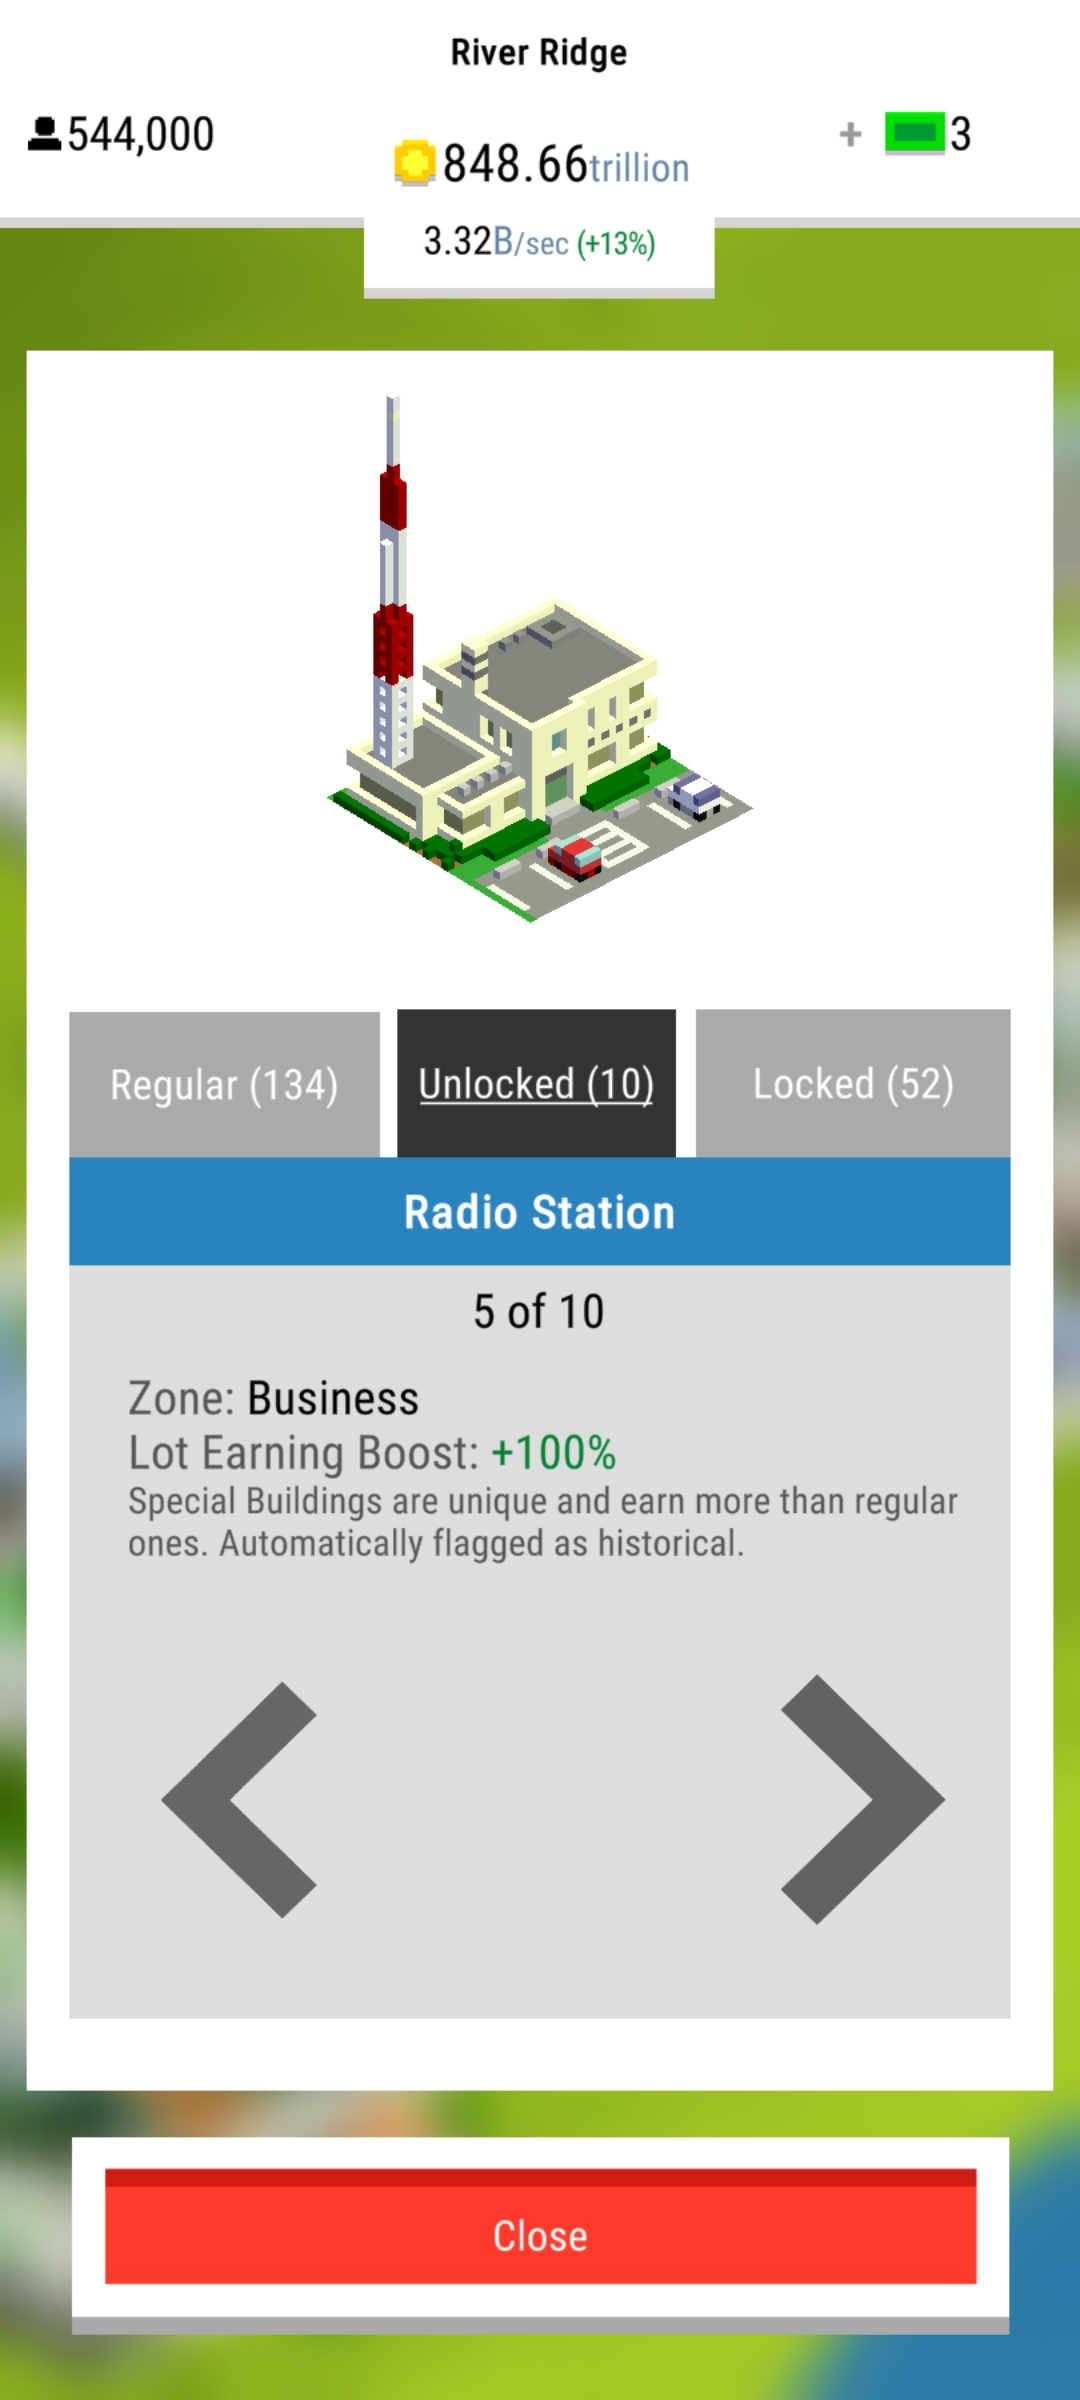 River Ridge
544,000
848.66trillion
+ 3
3.32B/sec (+13%)
Regular (134)
Unlocked (10)
Locked (52)
Radio Station
5 of 10
Zone: Business
Lot Earning Boost: +100%
Special Buildings are unique and earn more than regular
ones. Automatically flagged as historical.
Close